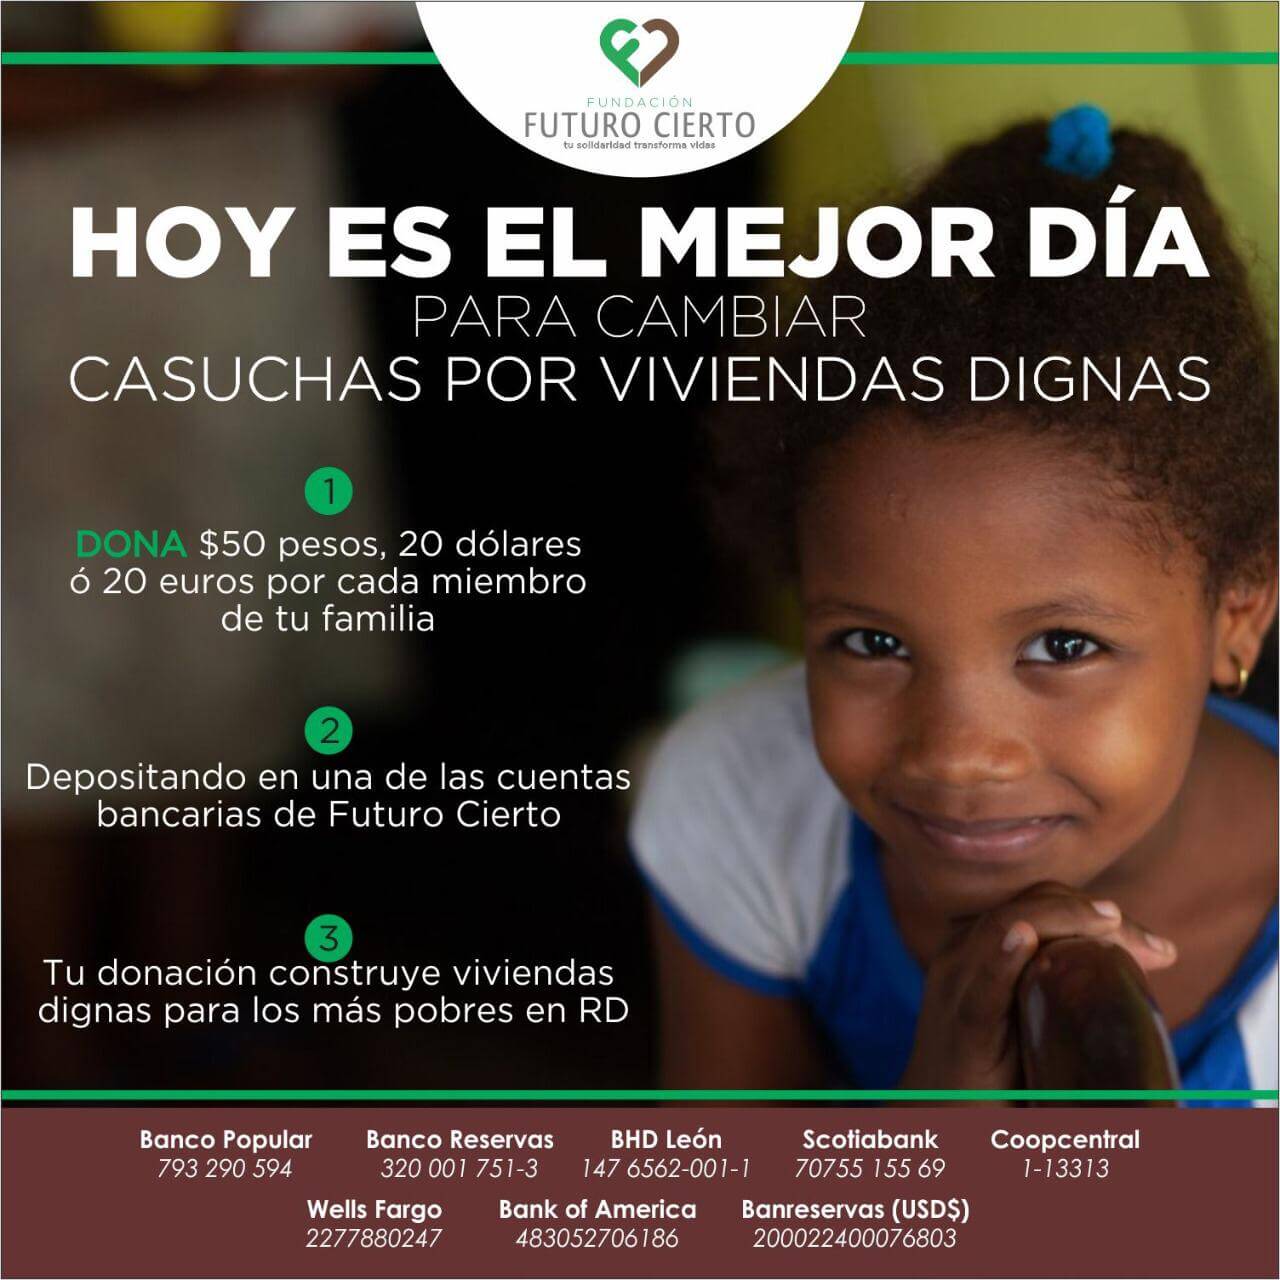 FUNDACIÓN
FUTURO CIERTO
tu solidaridad transforma vidas
HOY ES EL MEJOR DÍA
PARA CAMBIAR
CASUCHAS POR VIVIENDAS DIGNAS
1
DONA $50 pesos, 20 dólares
ó 20 euros por cada miembro
de tu familia
2
Depositando en una de las cuentas
bancarias de Futuro Cierto
3
Tu donación construye viviendas
dignas para los más pobres en RD
Banco Popular Banco Reservas BHD León Scotiabank Coopcentral
793 290 594 320 001 751-3 147 6562-001-1 70755 155 69 1-13313
Wells Fargo Bank of America Banreservas (USD$)
2277880247 483052706186 200022400076803